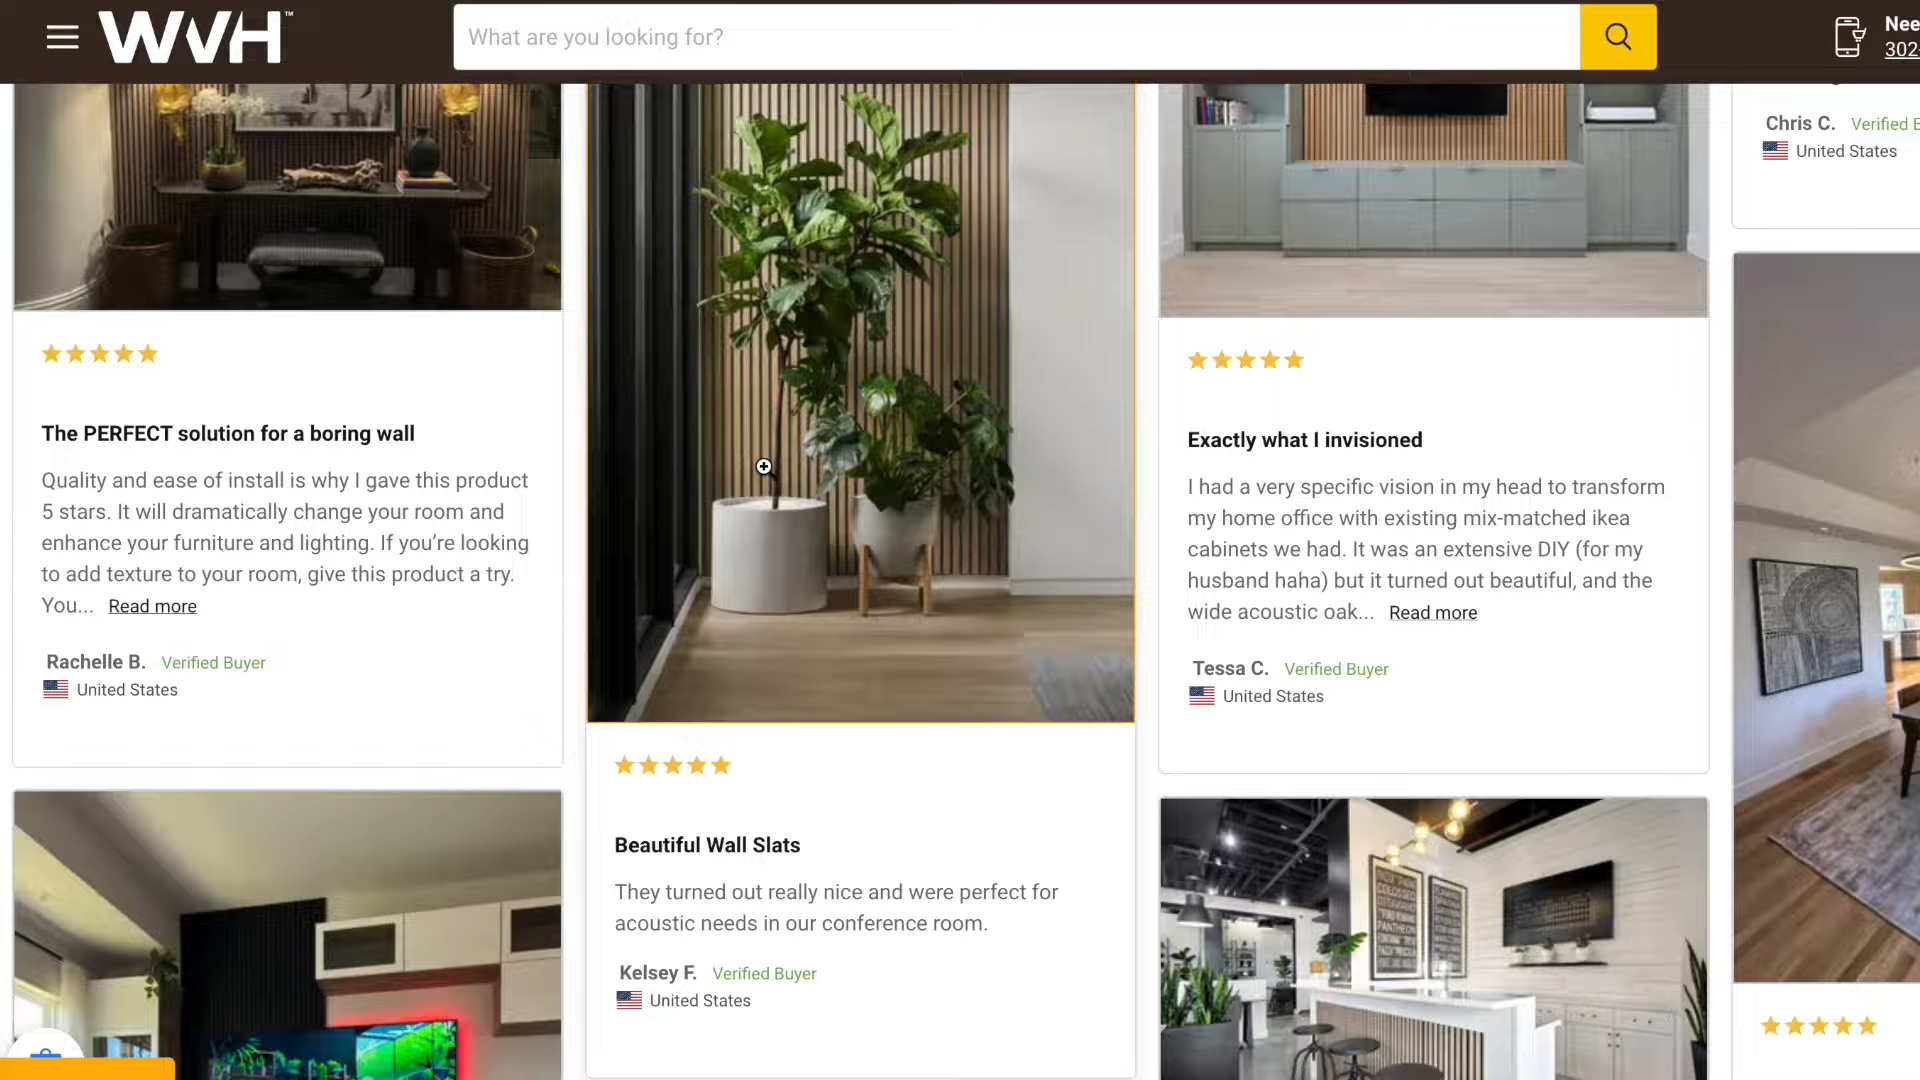 WVH™
What are you looking for?
Nee
302-
The PERFECT solution for a boring wall
Quality and ease of install is why I gave this product
5 stars. It will dramatically change your room and
enhance your furniture and lighting. If you’re looking
to add texture to your room, give this product a try.
You... Read more
Rachelle B. Verified Buyer
United States
Beautiful Wall Slats
They turned out really nice and were perfect for
acoustic needs in our conference room.
Kelsey F. Verified Buyer
United States
Exactly what I invisioned
I had a very specific vision in my head to transform
my home office with existing mix-matched ikea
cabinets we had. It was an extensive DIY (for my
husband haha) but it turned out beautiful, and the
wide acoustic oak... Read more
Tessa C. Verified Buyer
United States
Chris C. Verified B
United States